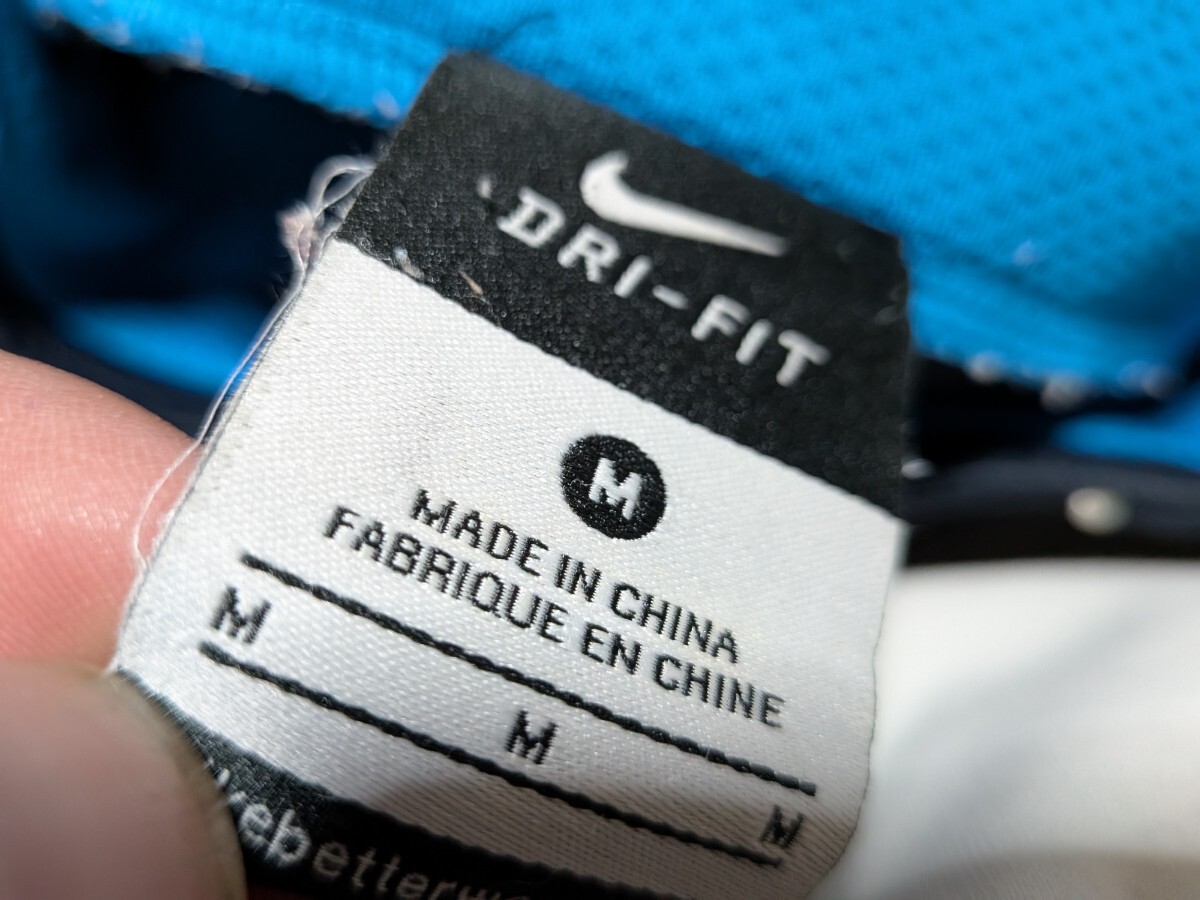 DRI-FIT
M
MADE IN CHINA
FABRIQUE EN CHINE
M M M